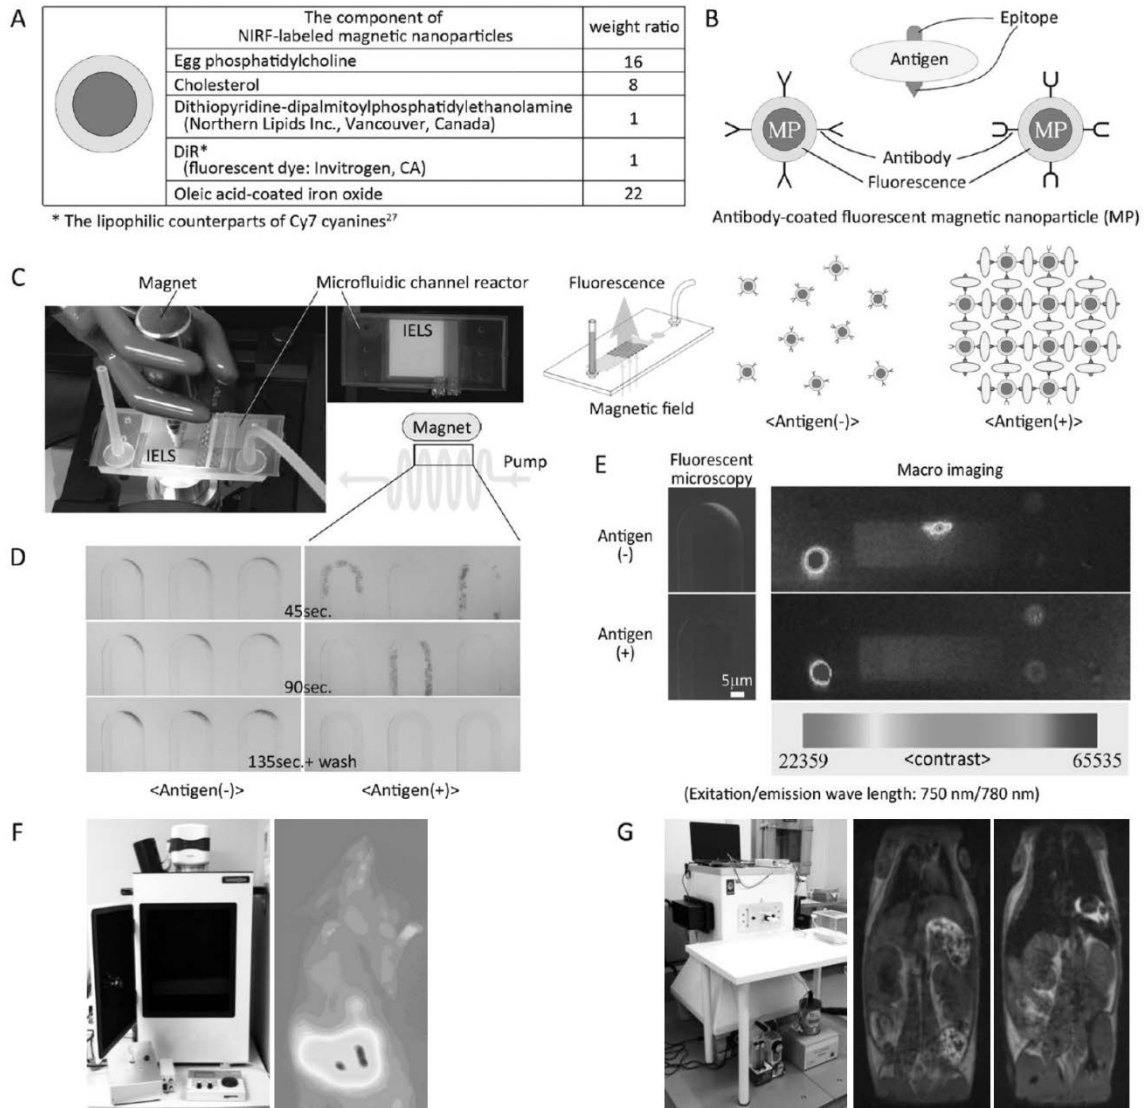 A
The component of
NIRF-labeled magnetic nanoparticles
weight ratio
Egg phosphatidylcholine
16
Cholesterol
8
Dithiopyridine-dipalmitoylphosphatidylethanolamine
(Northern Lipids Inc., Vancouver, Canada)
1
DiR*
(fluorescent dye: Invitrogen, CA)
1
Oleic acid-coated iron oxide
22
* The lipophilic counterparts of Cy7 cyanines27
B
Epitope
Antigen
MP
MP
Antibody
Fluorescence
Antibody-coated fluorescent magnetic nanoparticle (MP)
C
Magnet
Microfluidic channel reactor
IELS
IELS
Magnet
Pump
Fluorescence
Magnetic field
<Antigen(-)>
<Antigen(+)>
D
45sec.
90sec.
135sec.+ wash
<Antigen(-)>
<Antigen(+)>
E
Fluorescent
microscopy
Macro imaging
Antigen
(-)
Antigen
(+)
5μm
22359
<contrast>
65535
(Exitation/emission wave length: 750 nm/780 nm)
F
G